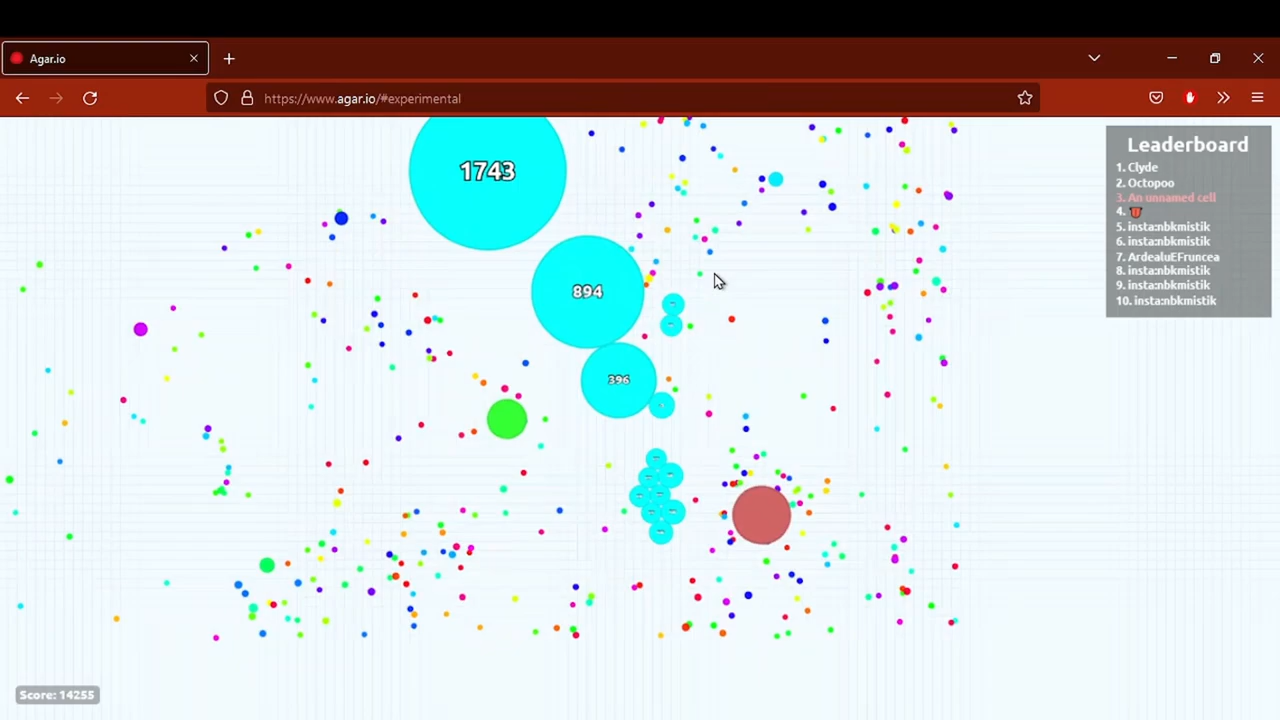 Agar.io
https://www.agar.io/#experimental
Leaderboard
1. Clyde
2. Octopoo
3. An unnamed cell
4.
5. insta:nbkmistik
6. insta:nbkmistik
7. ArdealuEFruncea
8. insta:nbkmistik
9. insta:nbkmistik
10. insta:nbkmistik
1743
894
396
Score: 14255